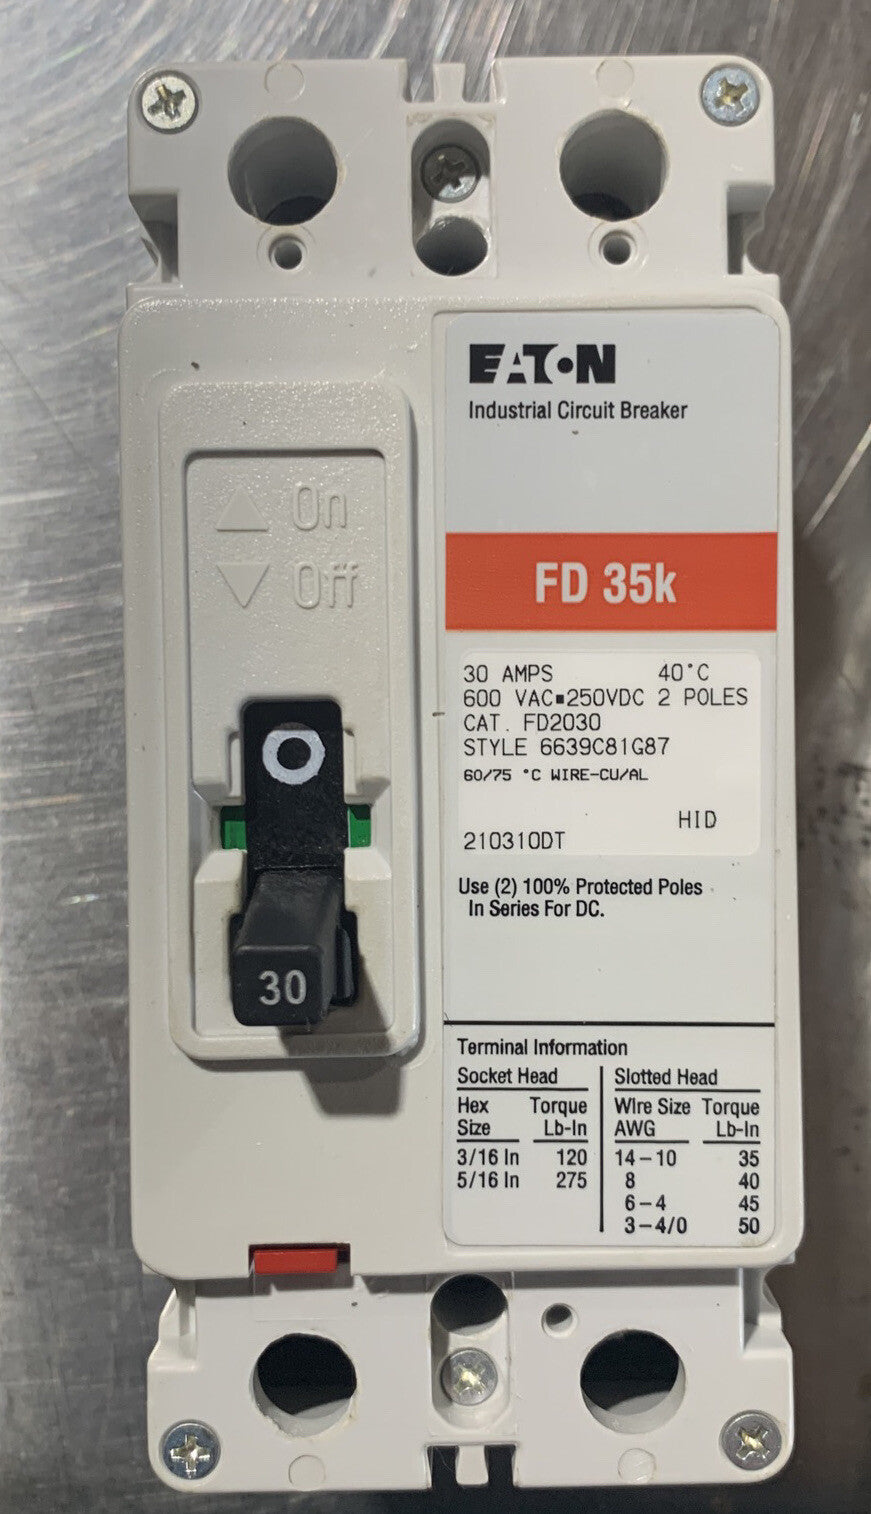 EATON
Industrial Circuit Breaker
On
Off
FD 35k
30 AMPS 40°C
600 VAC▪250VDC 2 POLES
CAT. FD2030
STYLE 6639C81G87
60/75 °C WIRE-CU/AL
HID
210310DT
Use (2) 100% Protected Poles
In Series For DC.
O
30
Terminal Information
Socket Head Slotted Head
Hex Torque Wire Size Torque
Size Lb-In AWG Lb-In
3/16 In 120 14-10 35
5/16 In 275 8 40
6-4 45
3-4/0 50